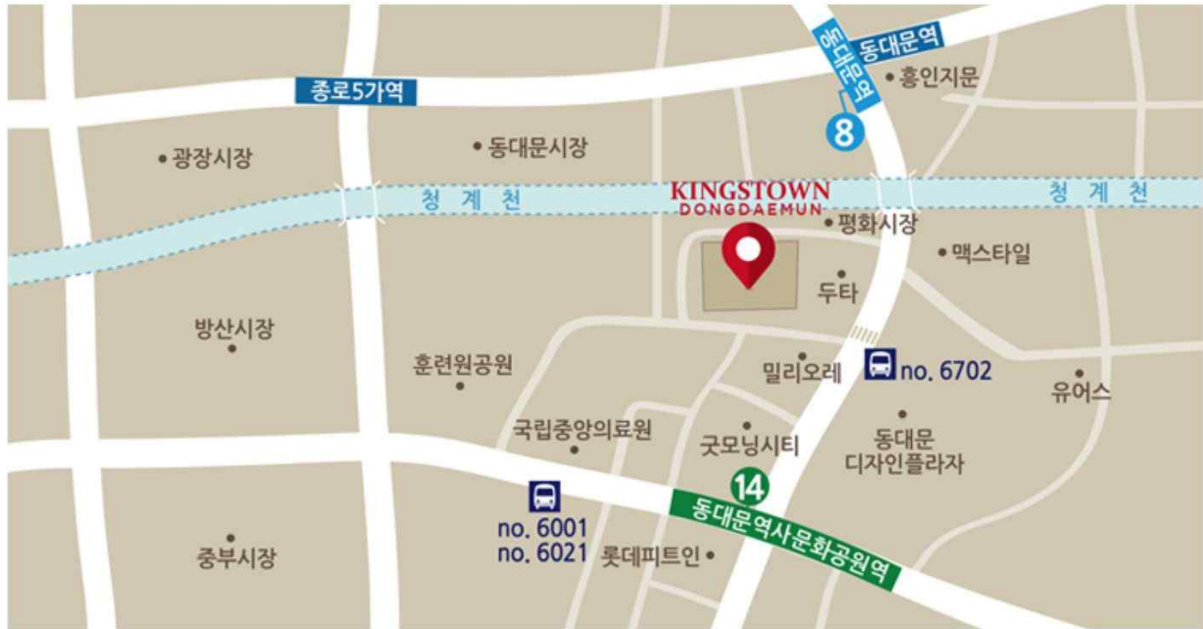 동대문역
동대문역
흥인지문
종로5가역
8
광장시장
동대문시장
청 계 천
KINGSTOWN
DONGDAEMUN
청 계 천
평화시장
맥스타일
두타
방산시장
훈련원공원
밀리오레
no. 6702
유어스
국립중앙의료원
굿모닝시티
동대문
디자인플라자
14
동대문역사문화공원역
no. 6001
no. 6021
롯데피트인
중부시장